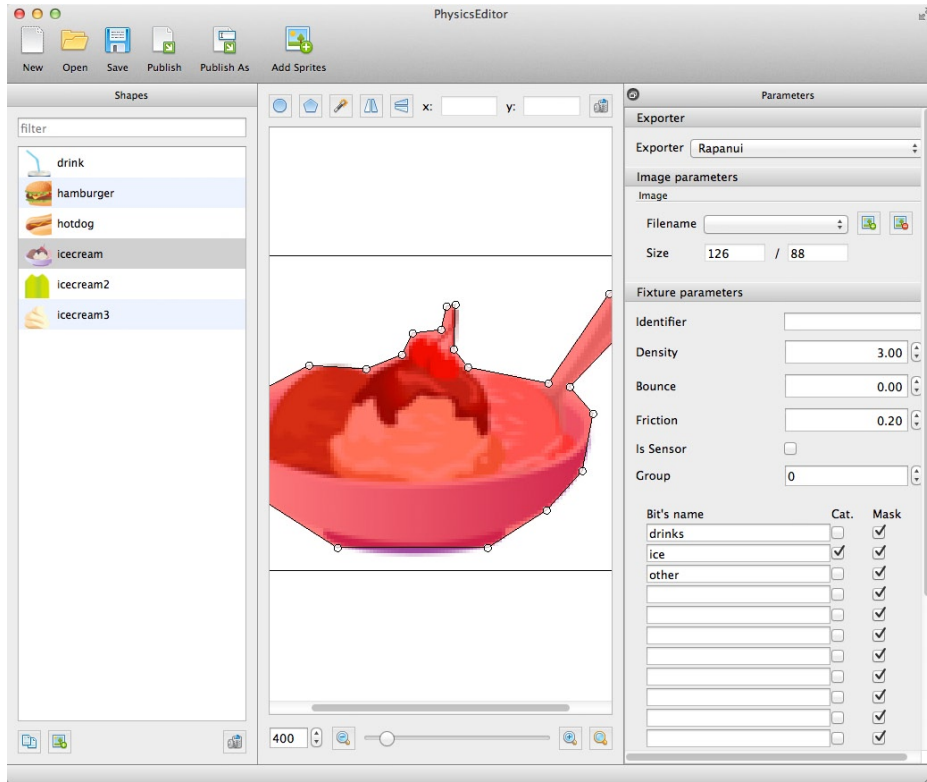 PhysicsEditor
New Open Save Publish Publish As Add Sprites
Shapes
filter
drink
hamburger
hotdog
icecream
icecream2
icecream3
x: y:
400
Parameters
Exporter
Exporter Rapanui
Image parameters
Image
Filename
Size 126 / 88
Fixture parameters
Identifier
Density 3.00
Bounce 0.00
Friction 0.20
Is Sensor
Group 0
Bit's name Cat. Mask
drinks
ice
other